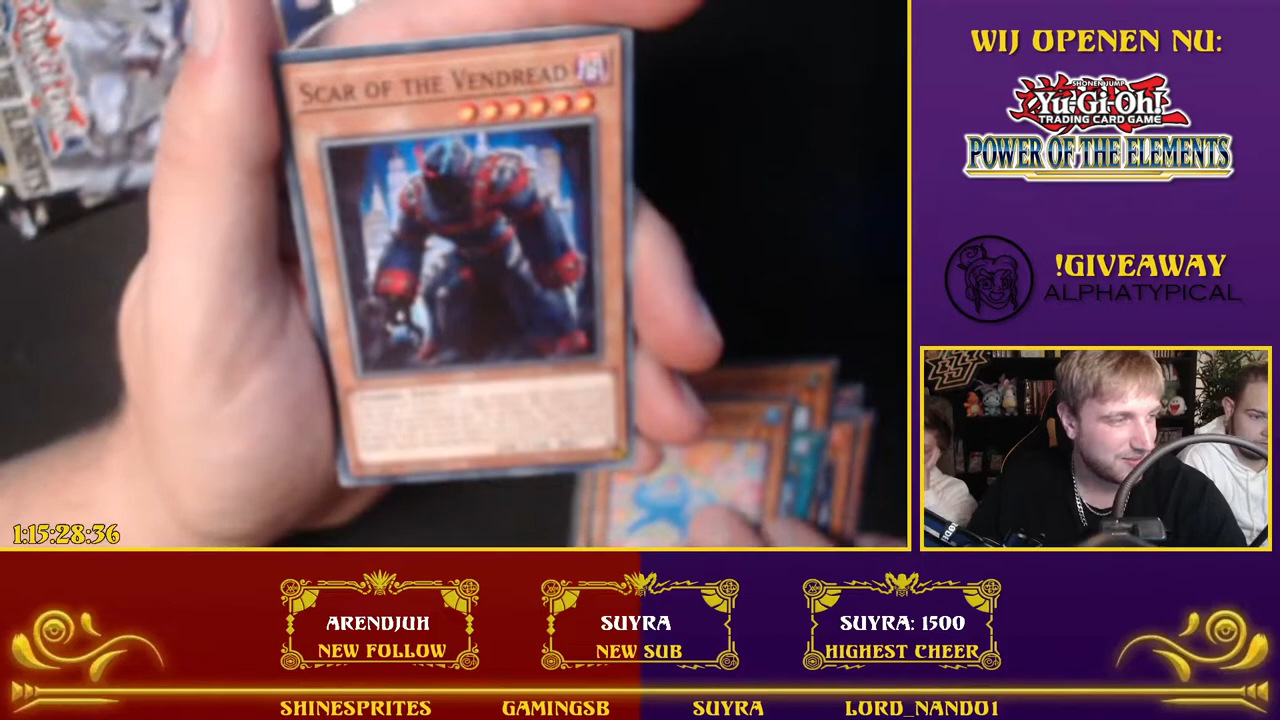 SCAR OF THE VENDREAD
WIJ OPENEN NU:
SHONEN JUMP
Yu-Gi-Oh!
TRADING CARD GAME
POWER OF THE ELEMENTS
!GIVEAWAY
ALPHATYPICAL
1:15:28:36
ARENDJUH
NEW FOLLOW
SUYRA
NEW SUB
SUYRA: 1500
HIGHEST CHEER
SHINESPRITES GAMINGSB SUYRA LORD_NANDO1